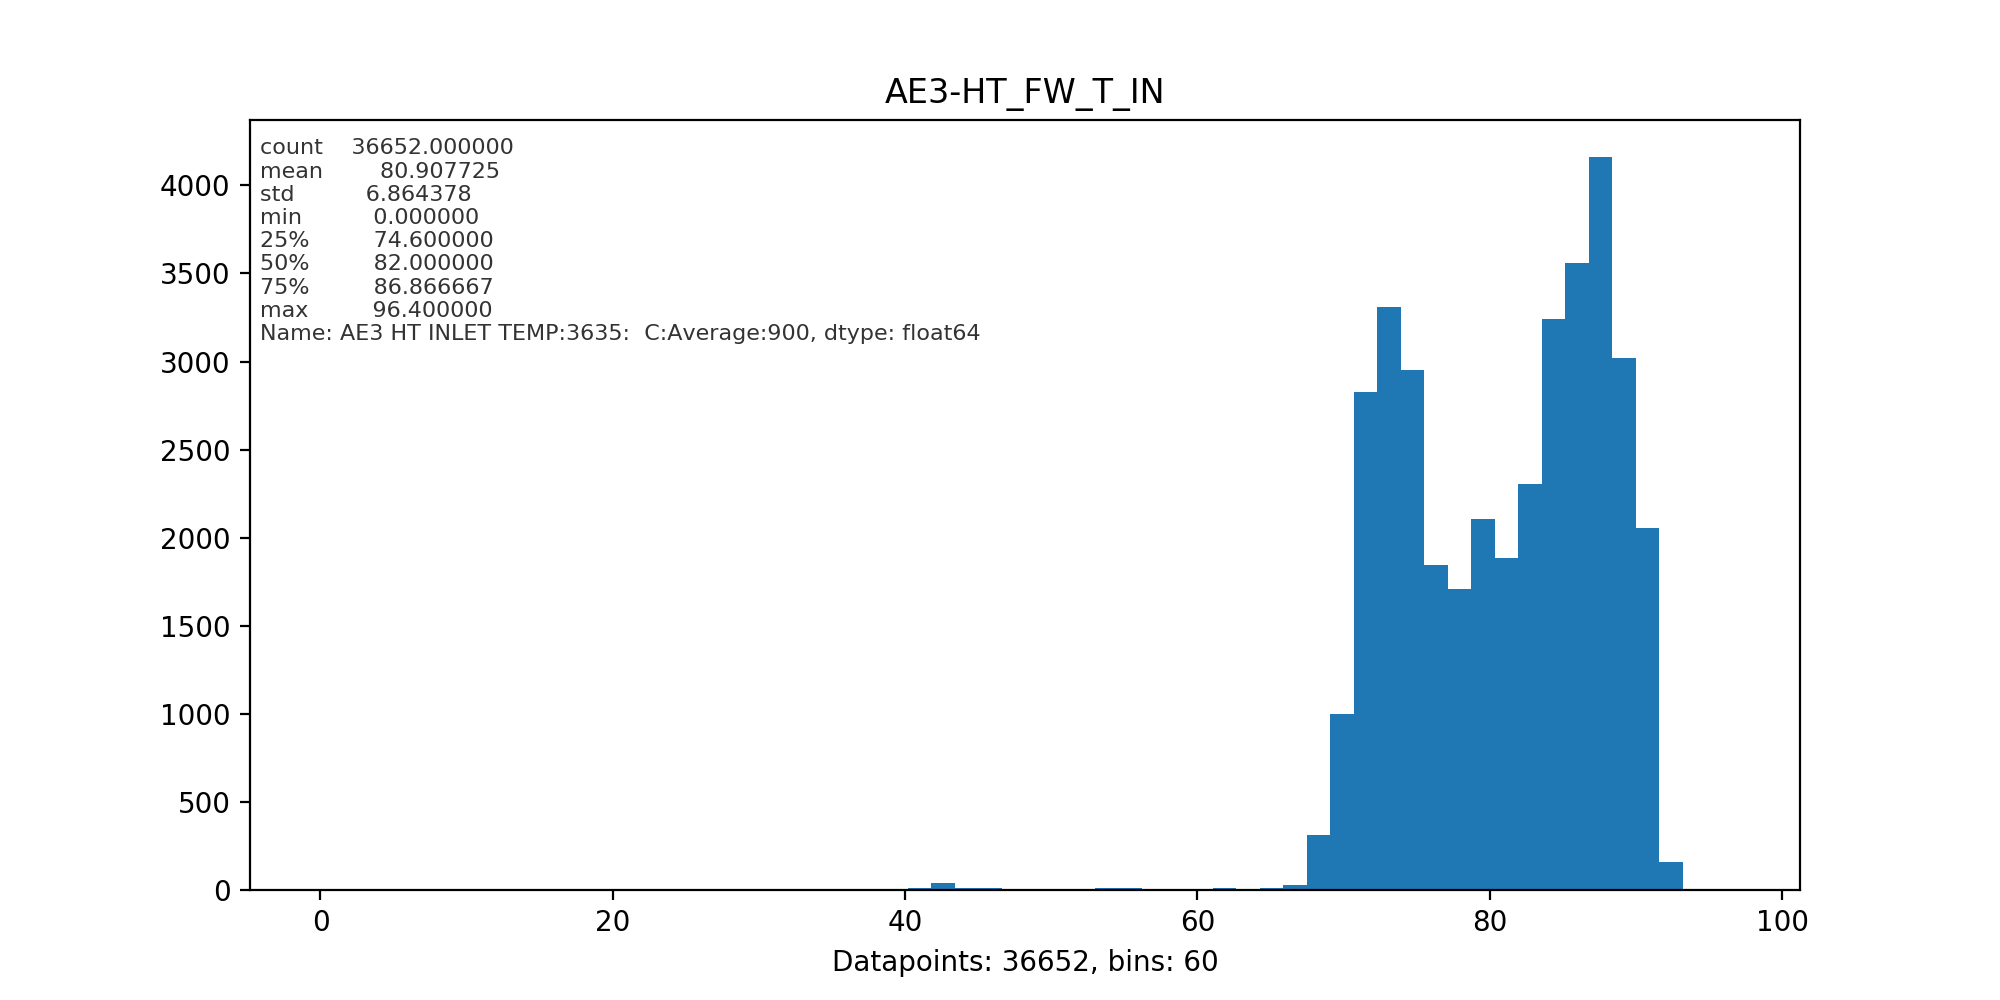 AE3-HT_FW_T_IN
count 36652.000000
mean 80.907725
std 6.864378
min 0.000000
25% 74.600000
50% 82.000000
75% 86.866667
max 96.400000
Name: AE3 HT INLET TEMP:3635:  C:Average:900, dtype: float64
4000
3500
3000
2500
2000
1500
1000
500
0
0 20 40 60 80 100
Datapoints: 36652, bins: 60